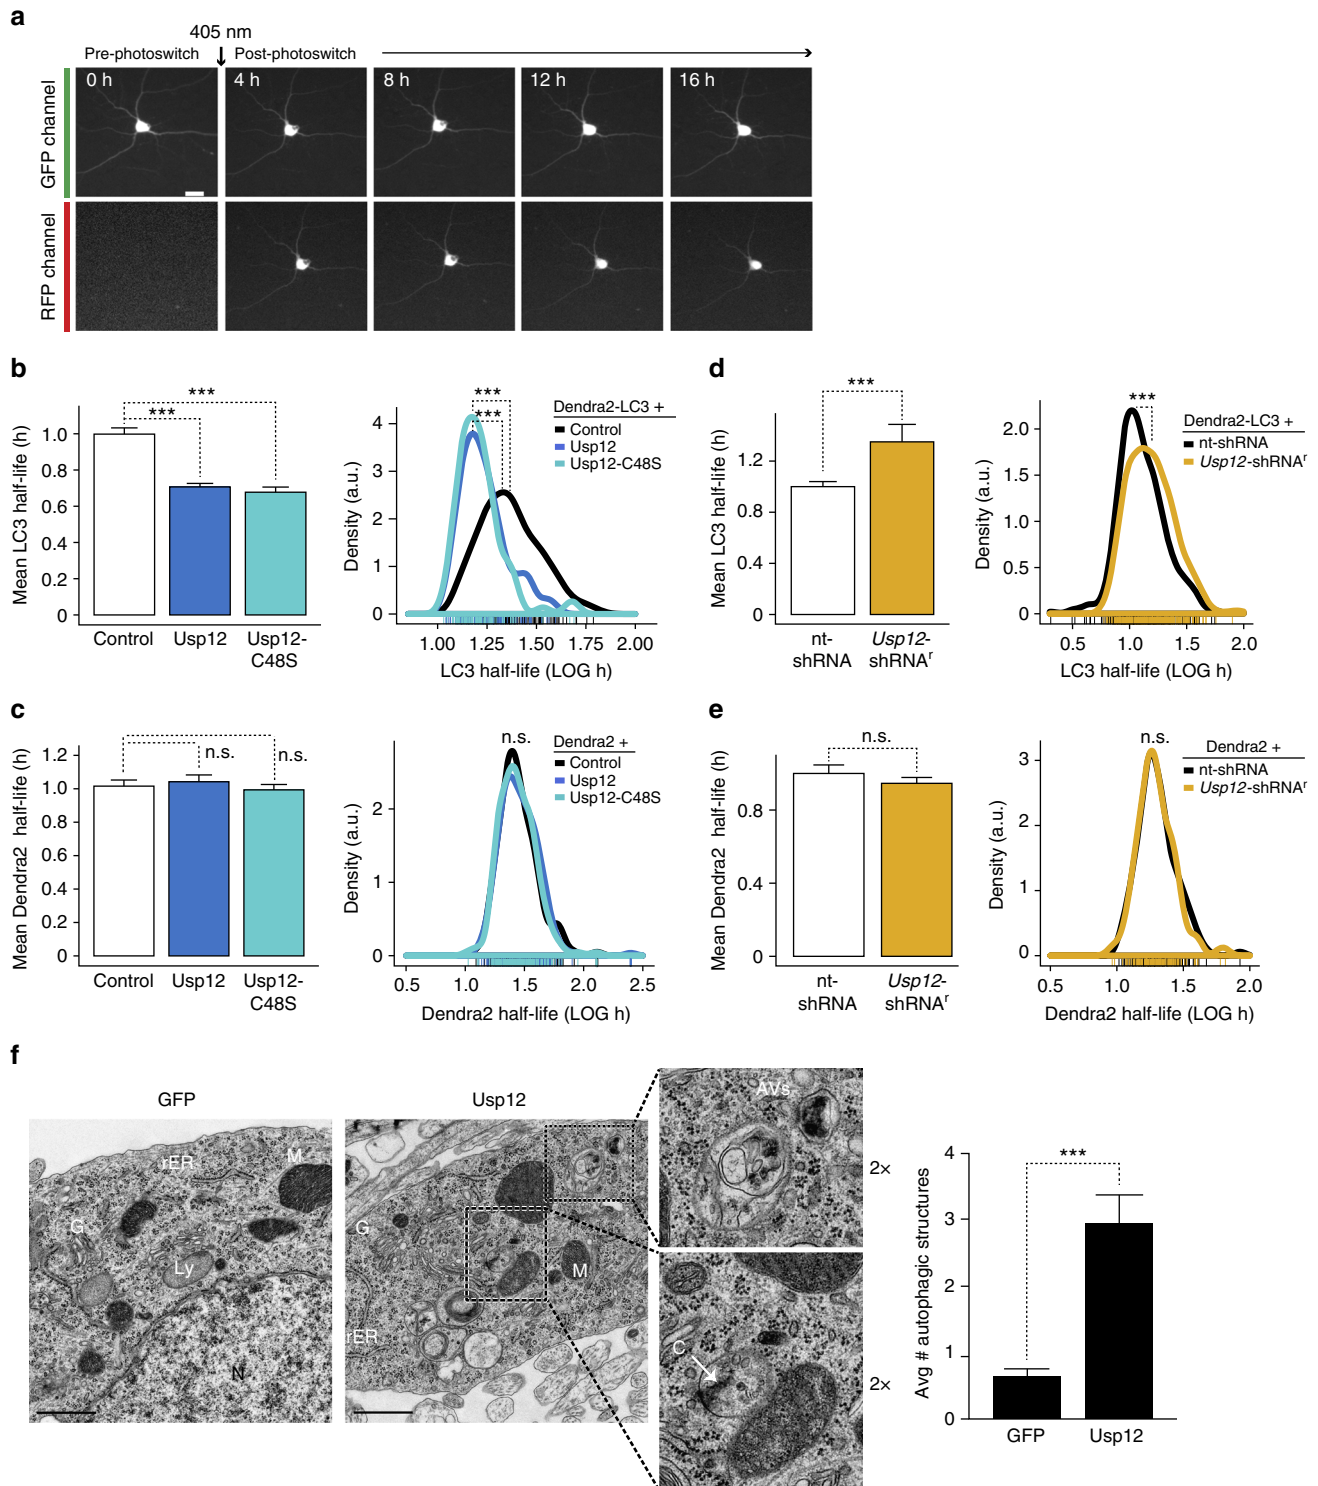 a
405 nm
Pre-photoswitch
Post-photoswitch
GFP channel
0 h
4 h
8 h
12 h
16 h
RFP channel
b
Mean LC3 half-life (h)
1.0
0.8
0.6
0.4
0.2
0
***
***
Control
Usp12
Usp12-
C48S
Density (a.u.)
4
3
2
1
0
***
***
Dendra2-LC3 +
Control
Usp12
Usp12-C48S
1.00
1.25
1.50
1.75
2.00
LC3 half-life (LOG h)
d
Mean LC3 half-life (h)
1.2
0.8
0.4
0
***
nt-
shRNA
Usp12-
shRNAʳ
Density (a.u.)
2.0
1.5
1.0
0.5
0
***
Dendra2-LC3 +
nt-shRNA
Usp12-shRNAʳ
0.5
1.0
1.5
2.0
LC3 half-life (LOG h)
c
Mean Dendra2 half-life (h)
1.2
1.0
0.8
0.6
0.4
0.2
0
n.s.
n.s.
Control
Usp12
Usp12-
C48S
Density (a.u.)
2
1
0
n.s.
Dendra2 +
Control
Usp12
Usp12-C48S
0.5
1.0
1.5
2.0
2.5
Dendra2 half-life (LOG h)
e
Mean Dendra2 half-life (h)
0.8
0.4
0
n.s.
nt-
shRNA
Usp12-
shRNAʳ
Density (a.u.)
3
2
1
0
n.s.
Dendra2 +
nt-shRNA
Usp12-shRNAʳ
0.5
1.0
1.5
2.0
Dendra2 half-life (LOG h)
f
GFP
rER
M
G
Ly
N
Usp12
G
M
rER
AVs
2×
C
2×
Avg # autophagic structures
4
3
2
1
0
***
GFP
Usp12